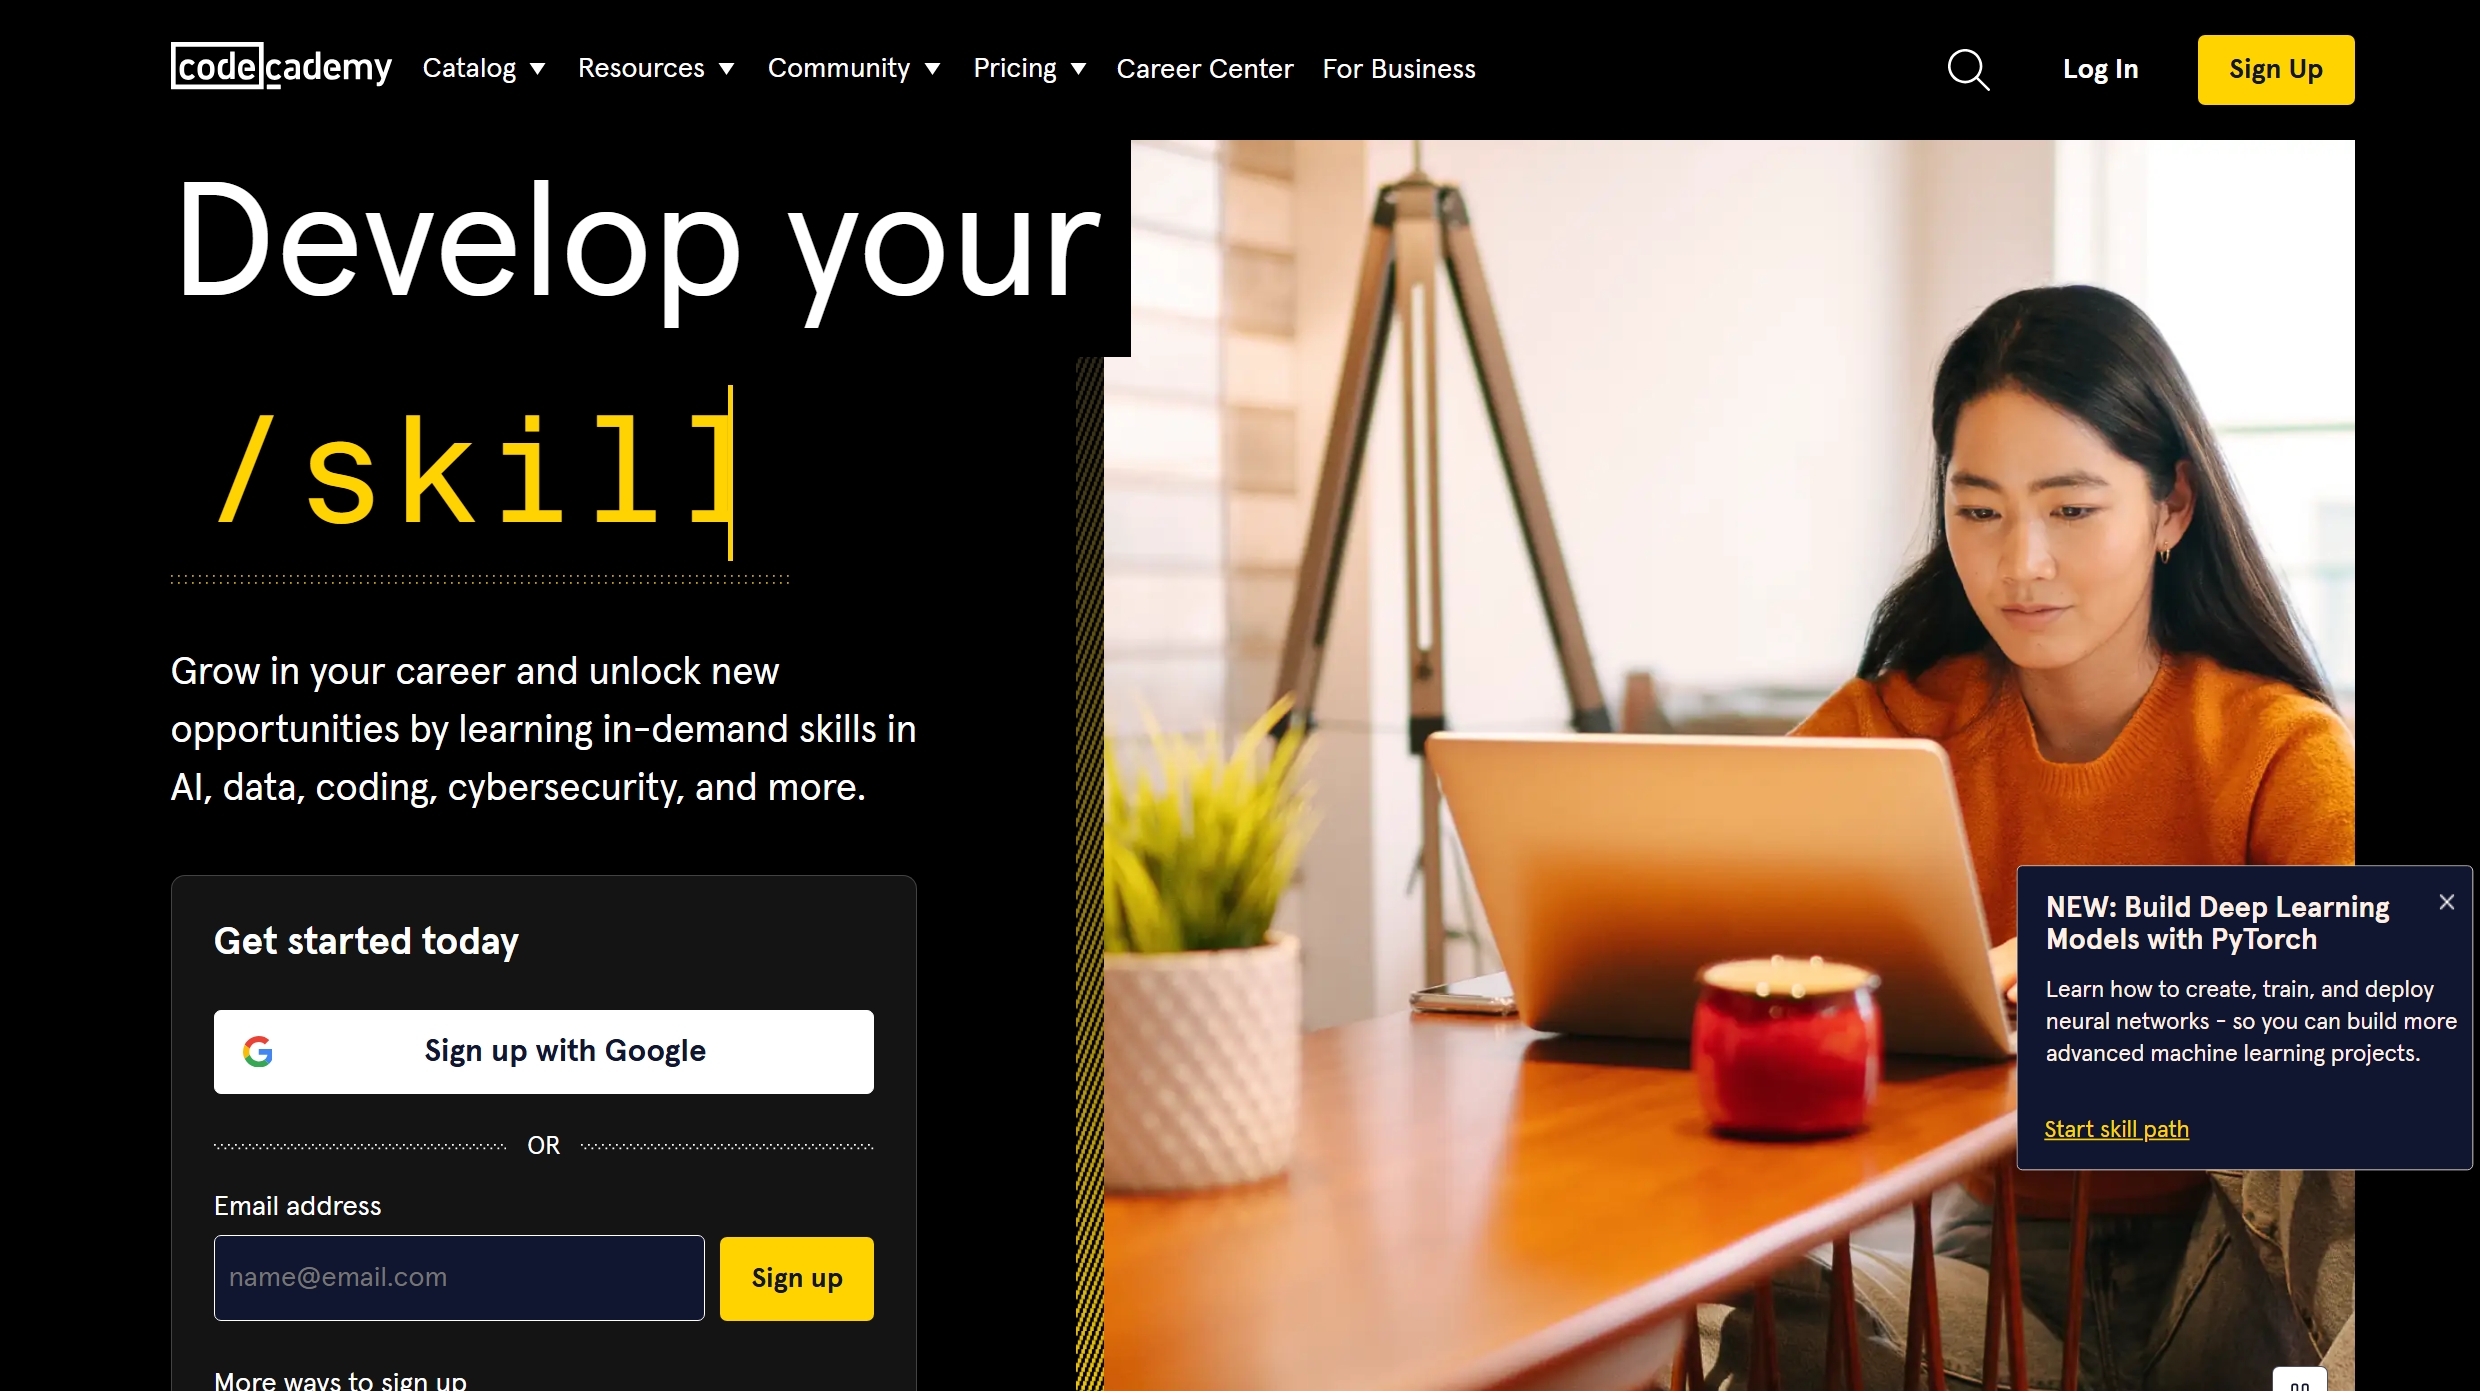 codecademy
Catalog
Resources
Community
Pricing
Career Center
For Business
Log In
Sign Up
Develop your
/skill
Grow in your career and unlock new
opportunities by learning in-demand skills in
AI, data, coding, cybersecurity, and more.
Get started today
Sign up with Google
OR
Email address
name@email.com
Sign up
More ways to sign up
NEW: Build Deep Learning
Models with PyTorch
Learn how to create, train, and deploy
neural networks - so you can build more
advanced machine learning projects.
Start skill path